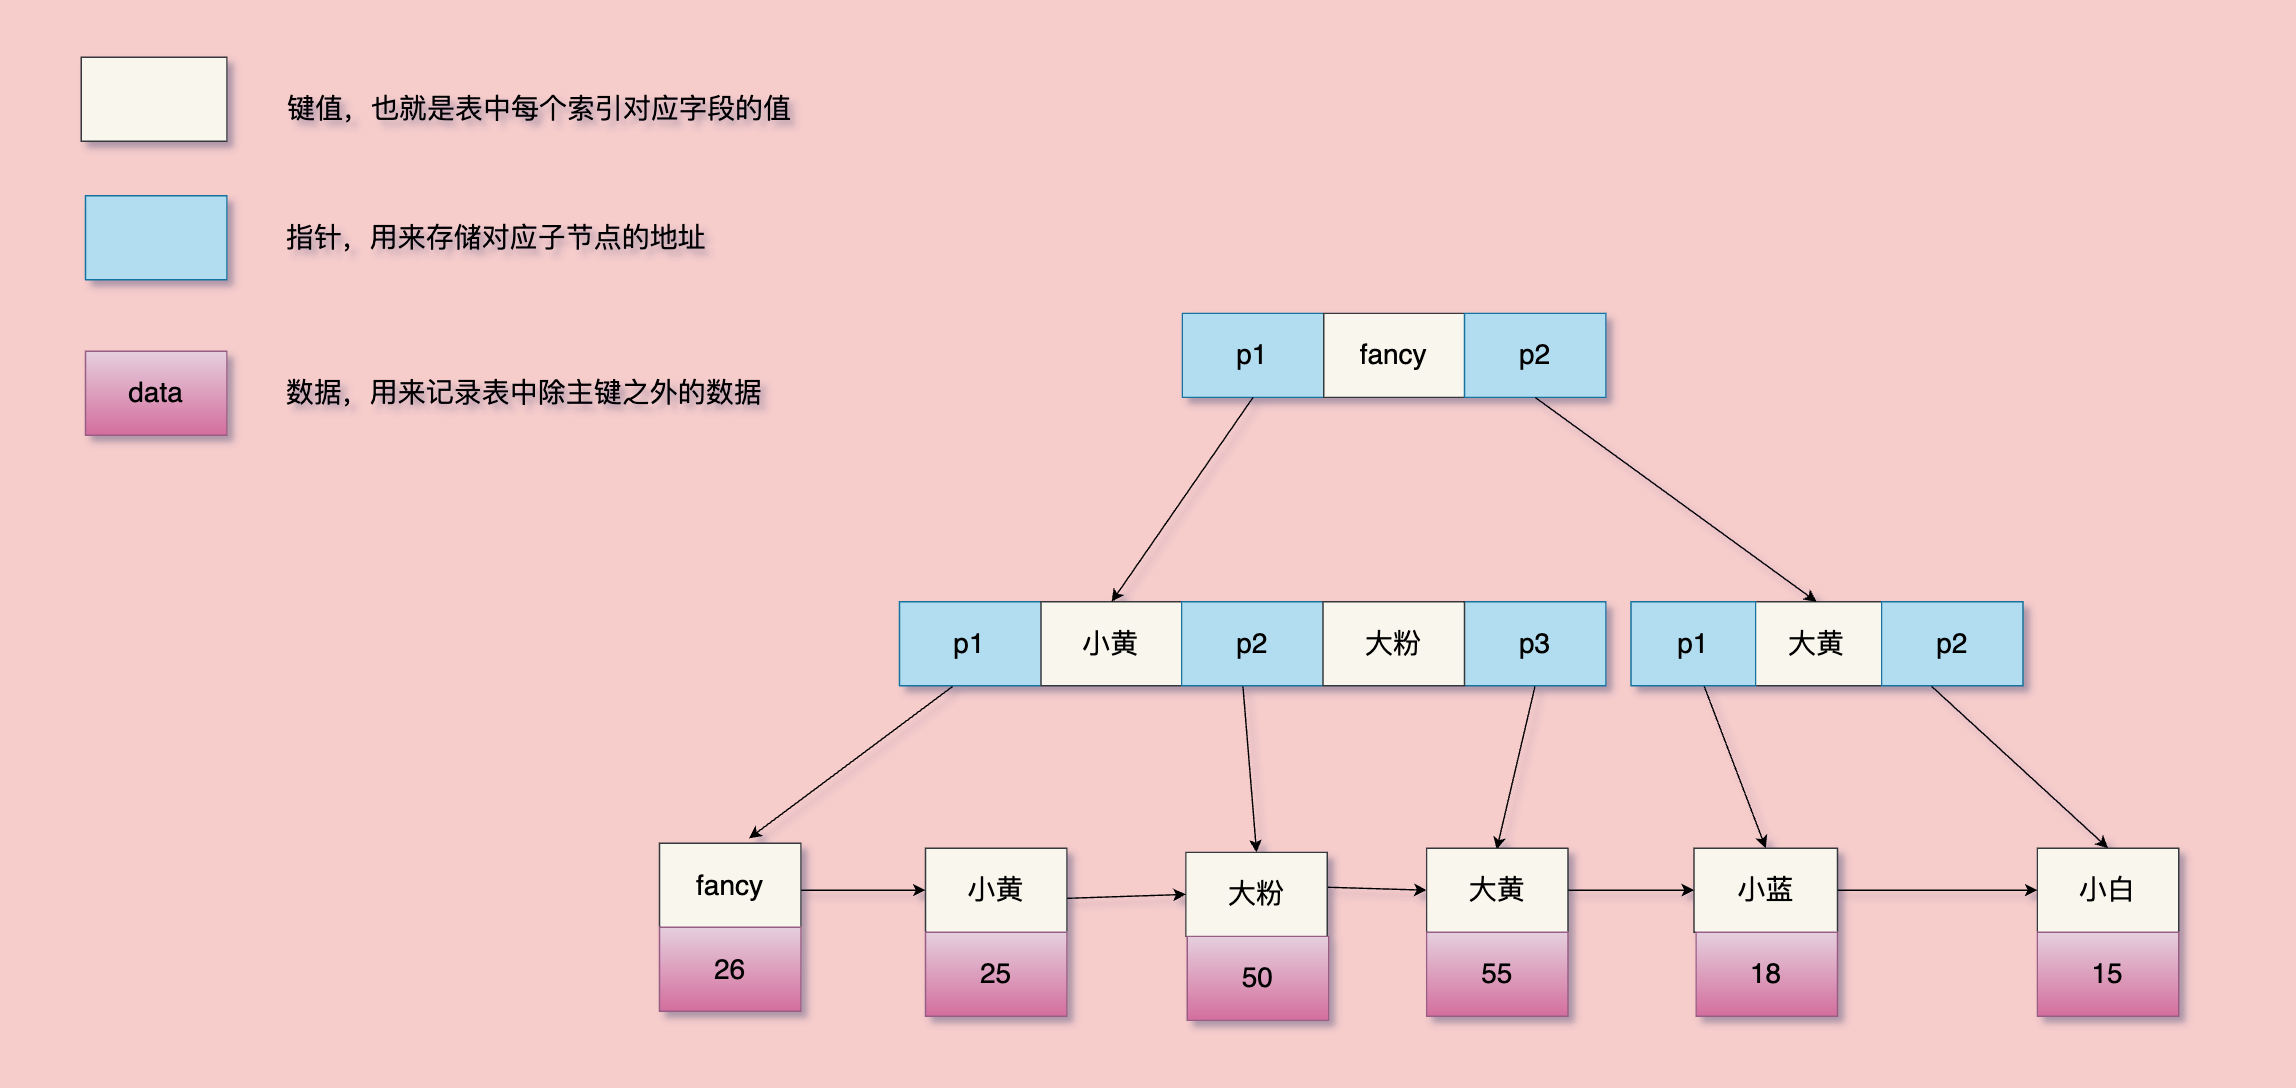 键值，也就是表中每个索引对应字段的值
指针，用来存储对应子节点的地址
data 数据，用来记录表中除主键之外的数据
p1 fancy p2
p1 小黄 p2 大粉 p3 p1 大黄 p2
fancy 小黄 大粉 大黄 小蓝 小白
26 25 50 55 18 15